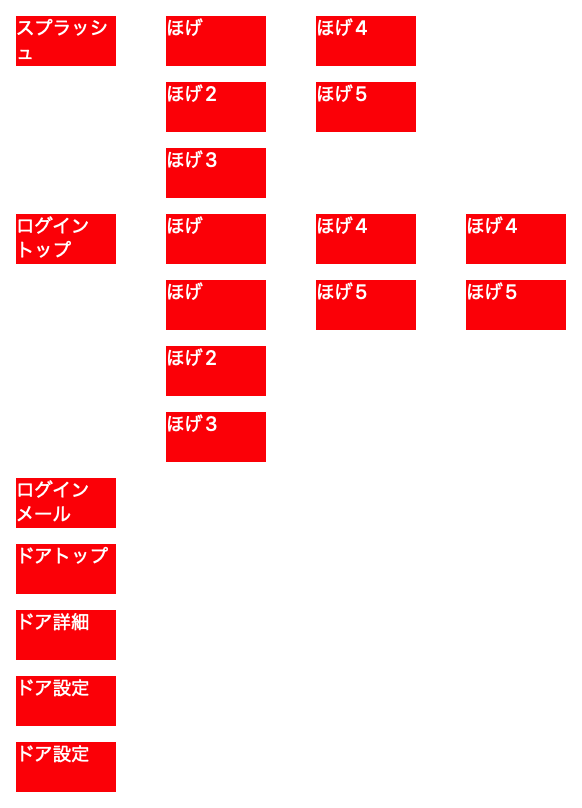 スプラッシ
ュ
ほげ
ほげ４
ほげ２
ほげ５
ほげ３
ログイン
トップ
ほげ
ほげ４
ほげ４
ほげ
ほげ５
ほげ５
ほげ２
ほげ３
ログイン
メール
ドアトップ
ドア詳細
ドア設定
ドア設定